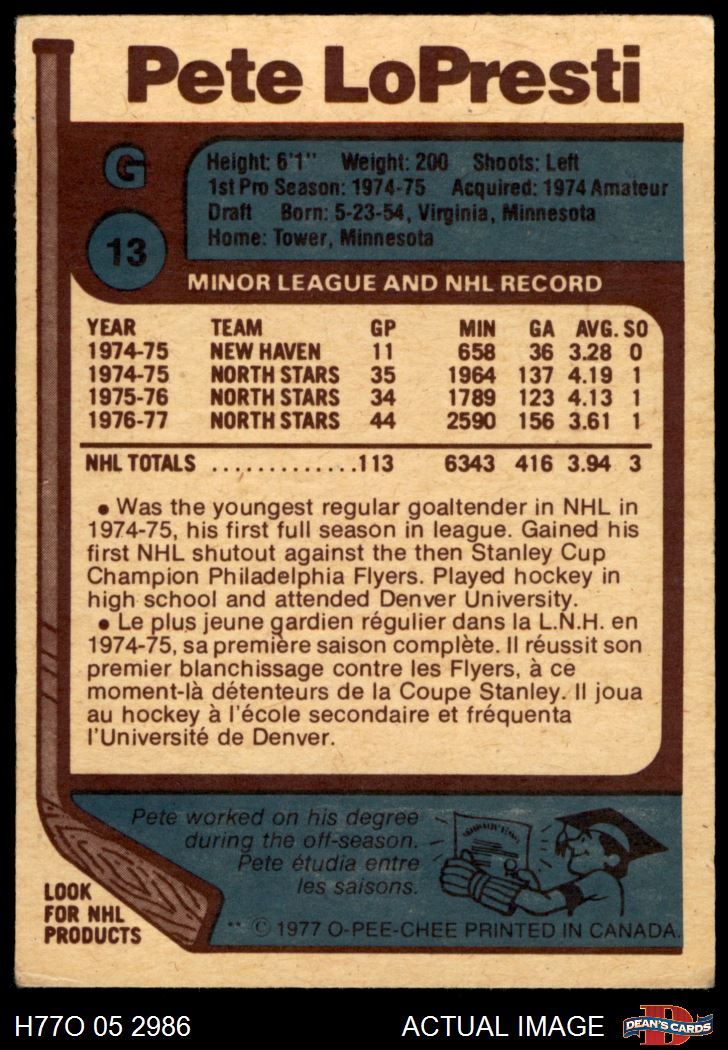 Pete LoPresti
G
13
Height: 6'1" Weight: 200 Shoots: Left
1st Pro Season: 1974-75 Acquired: 1974 Amateur
Draft Born: 5-23-54, Virginia, Minnesota
Home: Tower, Minnesota
MINOR LEAGUE AND NHL RECORD
YEAR TEAM GP MIN GA AVG. SO
1974-75 NEW HAVEN 11 658 36 3.28 0
1974-75 NORTH STARS 35 1964 137 4.19 1
1975-76 NORTH STARS 34 1789 123 4.13 1
1976-77 NORTH STARS 44 2590 156 3.61 1
NHL TOTALS .............113 6343 416 3.94 3
• Was the youngest regular goaltender in NHL in
1974-75, his first full season in league. Gained his
first NHL shutout against the then Stanley Cup
Champion Philadelphia Flyers. Played hockey in
high school and attended Denver University.
• Le plus jeune gardien régulier dans la L.N.H. en
1974-75, sa première saison complète. Il réussit son
premier blanchissage contre les Flyers, à ce
moment-là détenteurs de la Coupe Stanley. Il joua
au hockey à l'école secondaire et fréquenta
l'Université de Denver.
Pete worked on his degree
during the off-season.
Pete étudia entre
les saisons.
LOOK
FOR NHL
PRODUCTS
** © 1977 O-PEE-CHEE PRINTED IN CANADA.
H77O 05 2986 ACTUAL IMAGE
D
DEAN'S CARDS